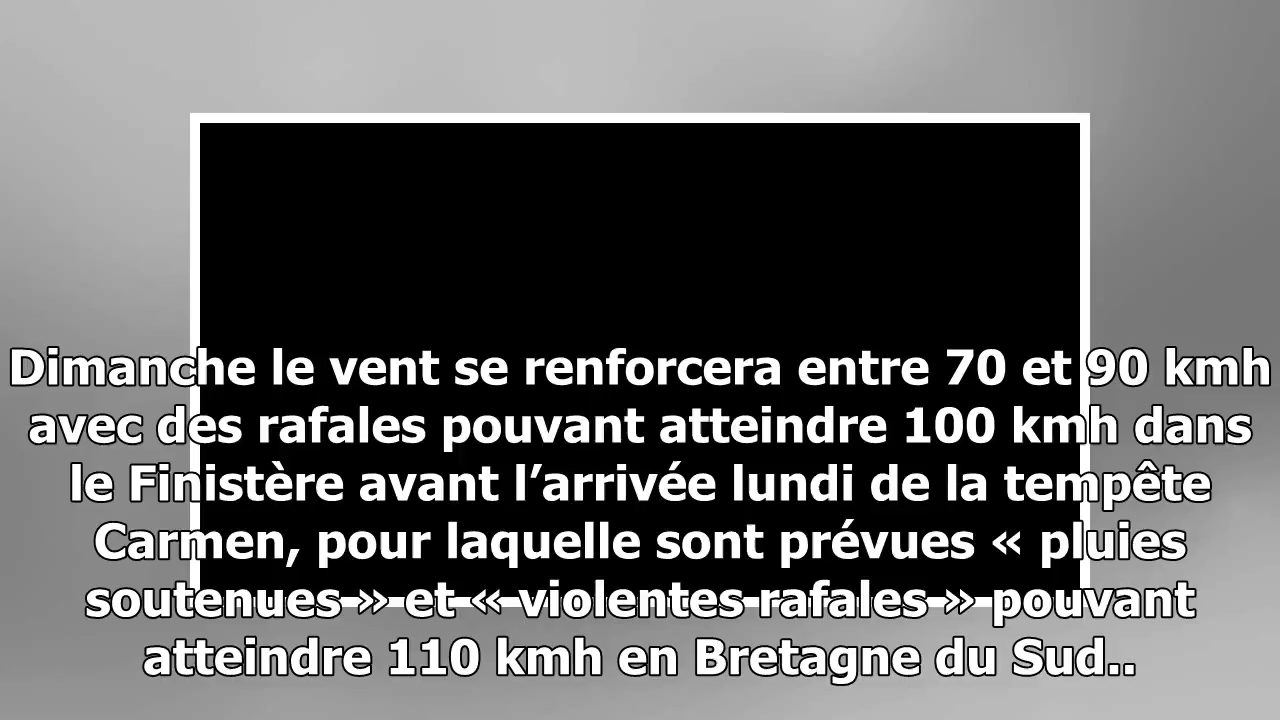 Dimanche le vent se renforcera entre 70 et 90 kmh
avec des rafales pouvant atteindre 100 kmh dans
le Finistère avant l’arrivée lundi de la tempête
Carmen, pour laquelle sont prévues « pluies
soutenues » et « violentes rafales » pouvant
atteindre 110 kmh en Bretagne du Sud..